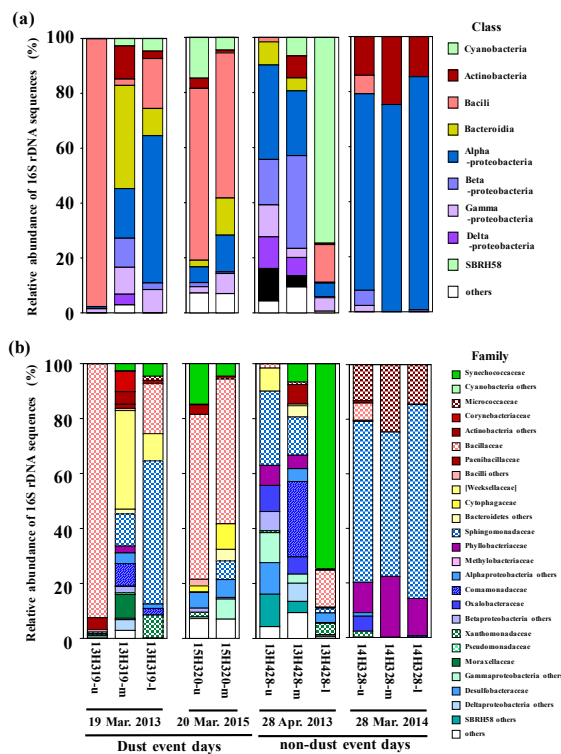 (a)
Relative abundance of 16S rDNA sequences (%)
100
80
60
40
20
0
Class
Cyanobacteria
Actinobacteria
Bacili
Bacteroidia
Alpha
-proteobacteria
Beta
-proteobacteria
Gamma
-proteobacteria
Delta
-proteobacteria
SBRH58
others
(b)
Relative abundance of 16S rDNA sequences (%)
100
80
60
40
20
0
Family
Synechococcaceae
Cyanobacteria others
Micrococcaceae
Corynebacteriaceae
Actinobacteria others
Bacillaceae
Paenibacillaceae
Bacilli others
[Weeksellaceae]
Cytophagaceae
Bacteroidetes others
Sphingomonadaceae
Phyllobacteriaceae
Methylobacteriaceae
Alphaproteobacteria others
Comamonadaceae
Oxalobacteraceae
Betaproteobacteria others
Xanthomonadaceae
Pseudomonadaceae
Moraxellaceae
Gammaproteobacteria others
Desulfobacteraceae
Deltaproteobacteria others
SBRH58 others
others
13H319-u
13H319-m
13H319-l
15H320-u
15H320-m
13H428-u
13H428-m
13H428-l
14H328-u
14H328-m
14H328-l
19 Mar. 2013
20 Mar. 2015
28 Apr. 2013
28 Mar. 2014
Dust event days
non-dust event days